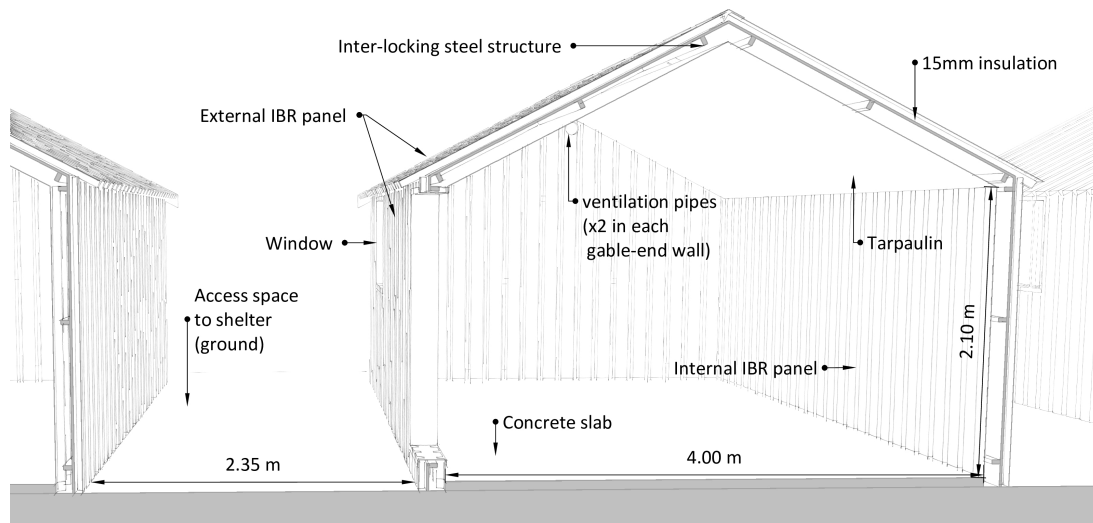 Inter-locking steel structure
15mm insulation
External IBR panel
ventilation pipes
(x2 in each
gable-end wall)
Window
Tarpaulin
Access space
to shelter
(ground)
2.10 m
Internal IBR panel
Concrete slab
2.35 m
4.00 m